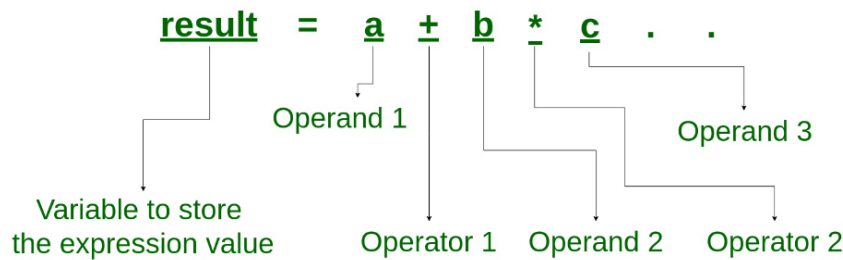 result = a + b * c . .
Operand 1
Operand 3
Variable to store
the expression value
Operator 1
Operand 2
Operator 2